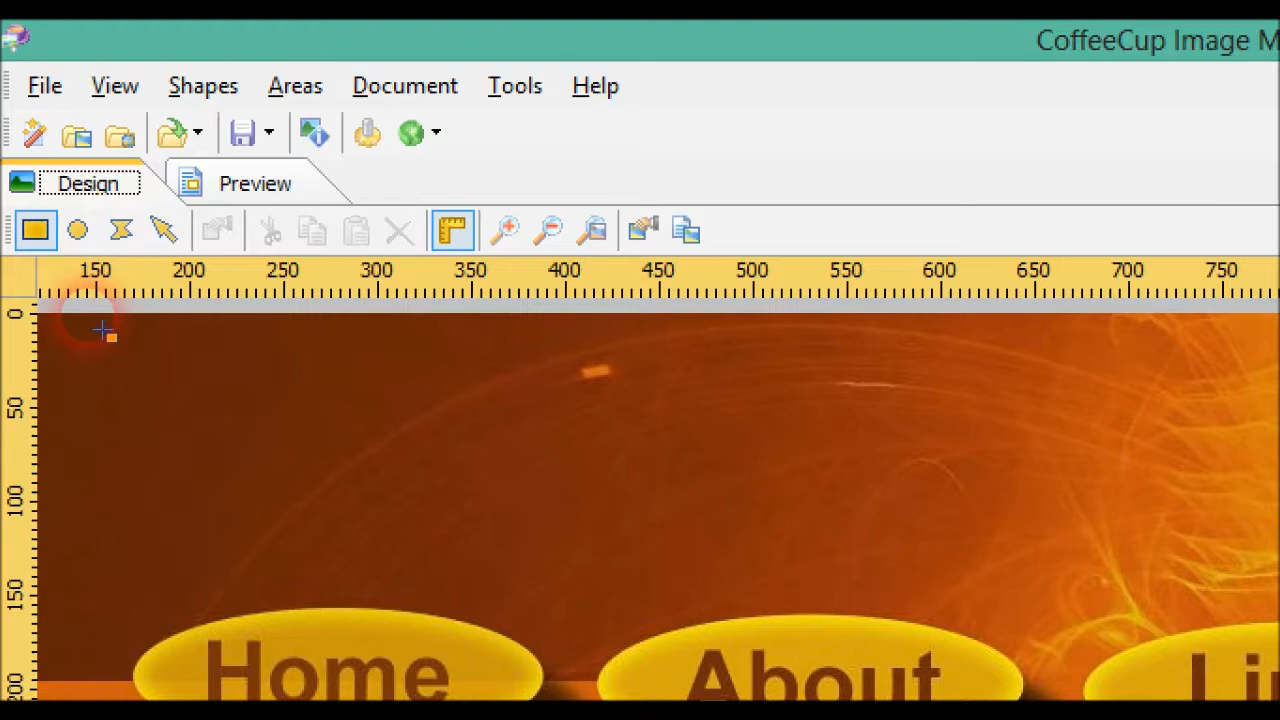 CoffeeCup Image M
File View Shapes Areas Document Tools Help
Design Preview
150 200 250 300 350 400 450 500 550 600 650 700 750
0
50
100
150
200
Home About Li